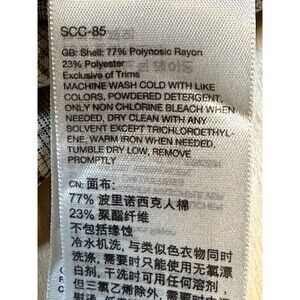 SCC-85
GB: Shell: 77% Polynosic Rayon
23% Polyester
Exclusive of Trims
MACHINE WASH COLD WITH LIKE
COLORS, POWDERED DETERGENT,
ONLY NON CHLORINE BLEACH WHEN
NEEDED, DRY CLEAN WITH ANY
SOLVENT EXCEPT TRICHLOROETHYL-
ENE, WARM IRON WHEN NEEDED,
TUMBLE DRY LOW, REMOVE
PROMPTLY
CN: 面布:
77% 波里诺西克人棉
23% 聚酯纤维
不包括缘蚀
冷水机洗, 与类似色衣物同时
洗涤, 需要时只能使用无氯漂
白剂, 干洗时可用任何溶剂,
但三氯乙烯除外, 需要时